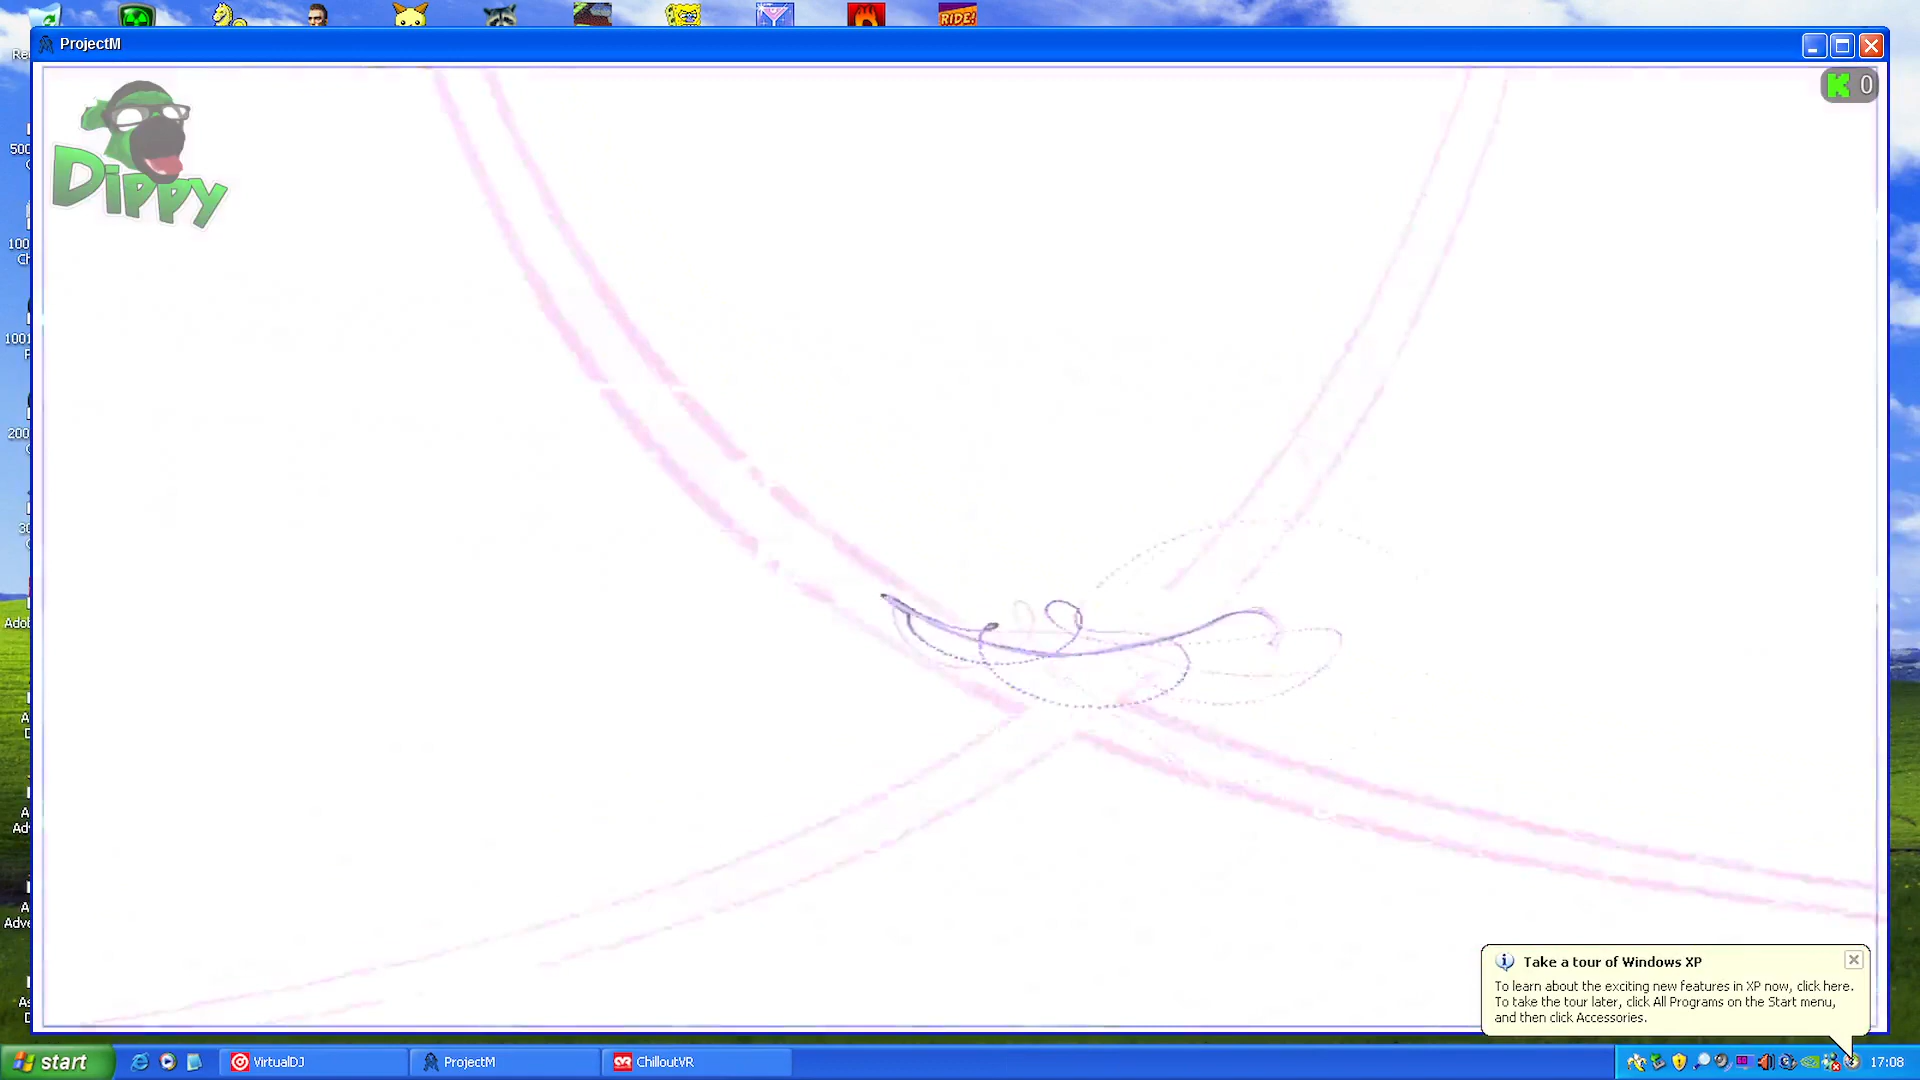 RIDE!
ProjectM
K 0
Dippy
Take a tour of Windows XP
To learn about the exciting new features in XP now, click here.
To take the tour later, click All Programs on the Start menu,
and then click Accessories.
start
VirtualDJ
ProjectM
ChilloutVR
17:08